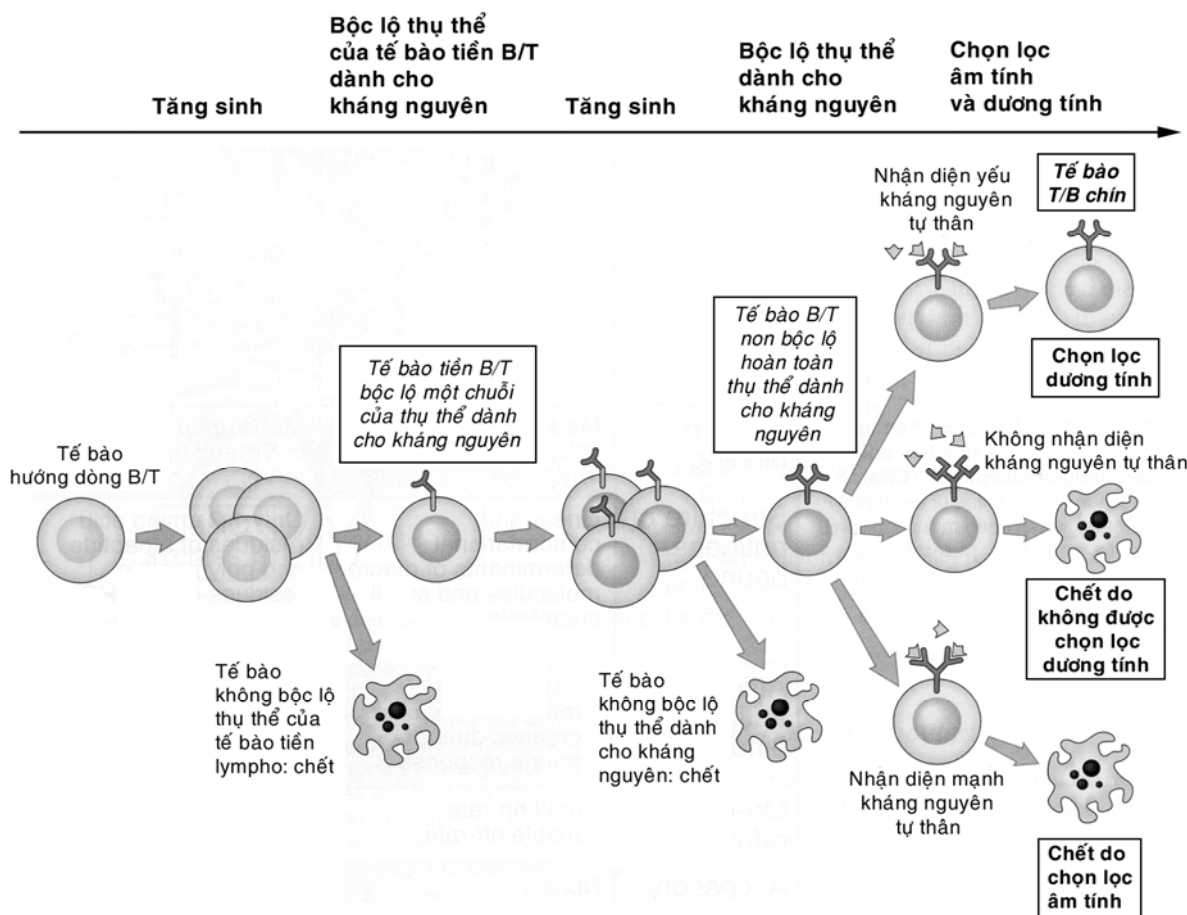 Bộc lộ thụ thể
của tế bào tiền B/T
dành cho
kháng nguyên
Bộc lộ thụ thể
dành cho
kháng nguyên
Chọn lọc
âm tính
và dương tính
Tăng sinh
Tăng sinh
Nhận diện yếu
kháng nguyên
tự thân
Tế bào
T/B chín
Chọn lọc
dương tính
Tế bào B/T
non bộc lộ
hoàn toàn
thụ thể dành
cho kháng
nguyên
Tế bào tiền B/T
bộc lộ một chuỗi
của thụ thể dành
cho kháng nguyên
Tế bào
hướng dòng B/T
Không nhận diện
kháng nguyên tự thân
Chết do
không được
chọn lọc
dương tính
Tế bào
không bộc lộ
thụ thể của
tế bào tiền
lympho: chết
Tế bào
không bộc lộ
thụ thể dành
cho kháng
nguyên: chết
Nhận diện mạnh
kháng nguyên
tự thân
Chết do
chọn lọc
âm tính